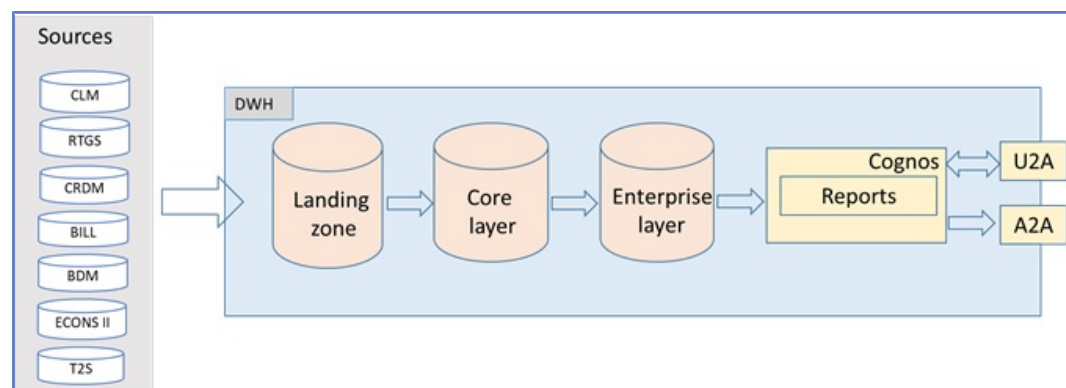 Sources
CLM
RTGS
CRDM
BILL
BDM
ECONS II
T2S
DWH
Landing
zone
Core
layer
Enterprise
layer
Cognos
Reports
U2A
A2A